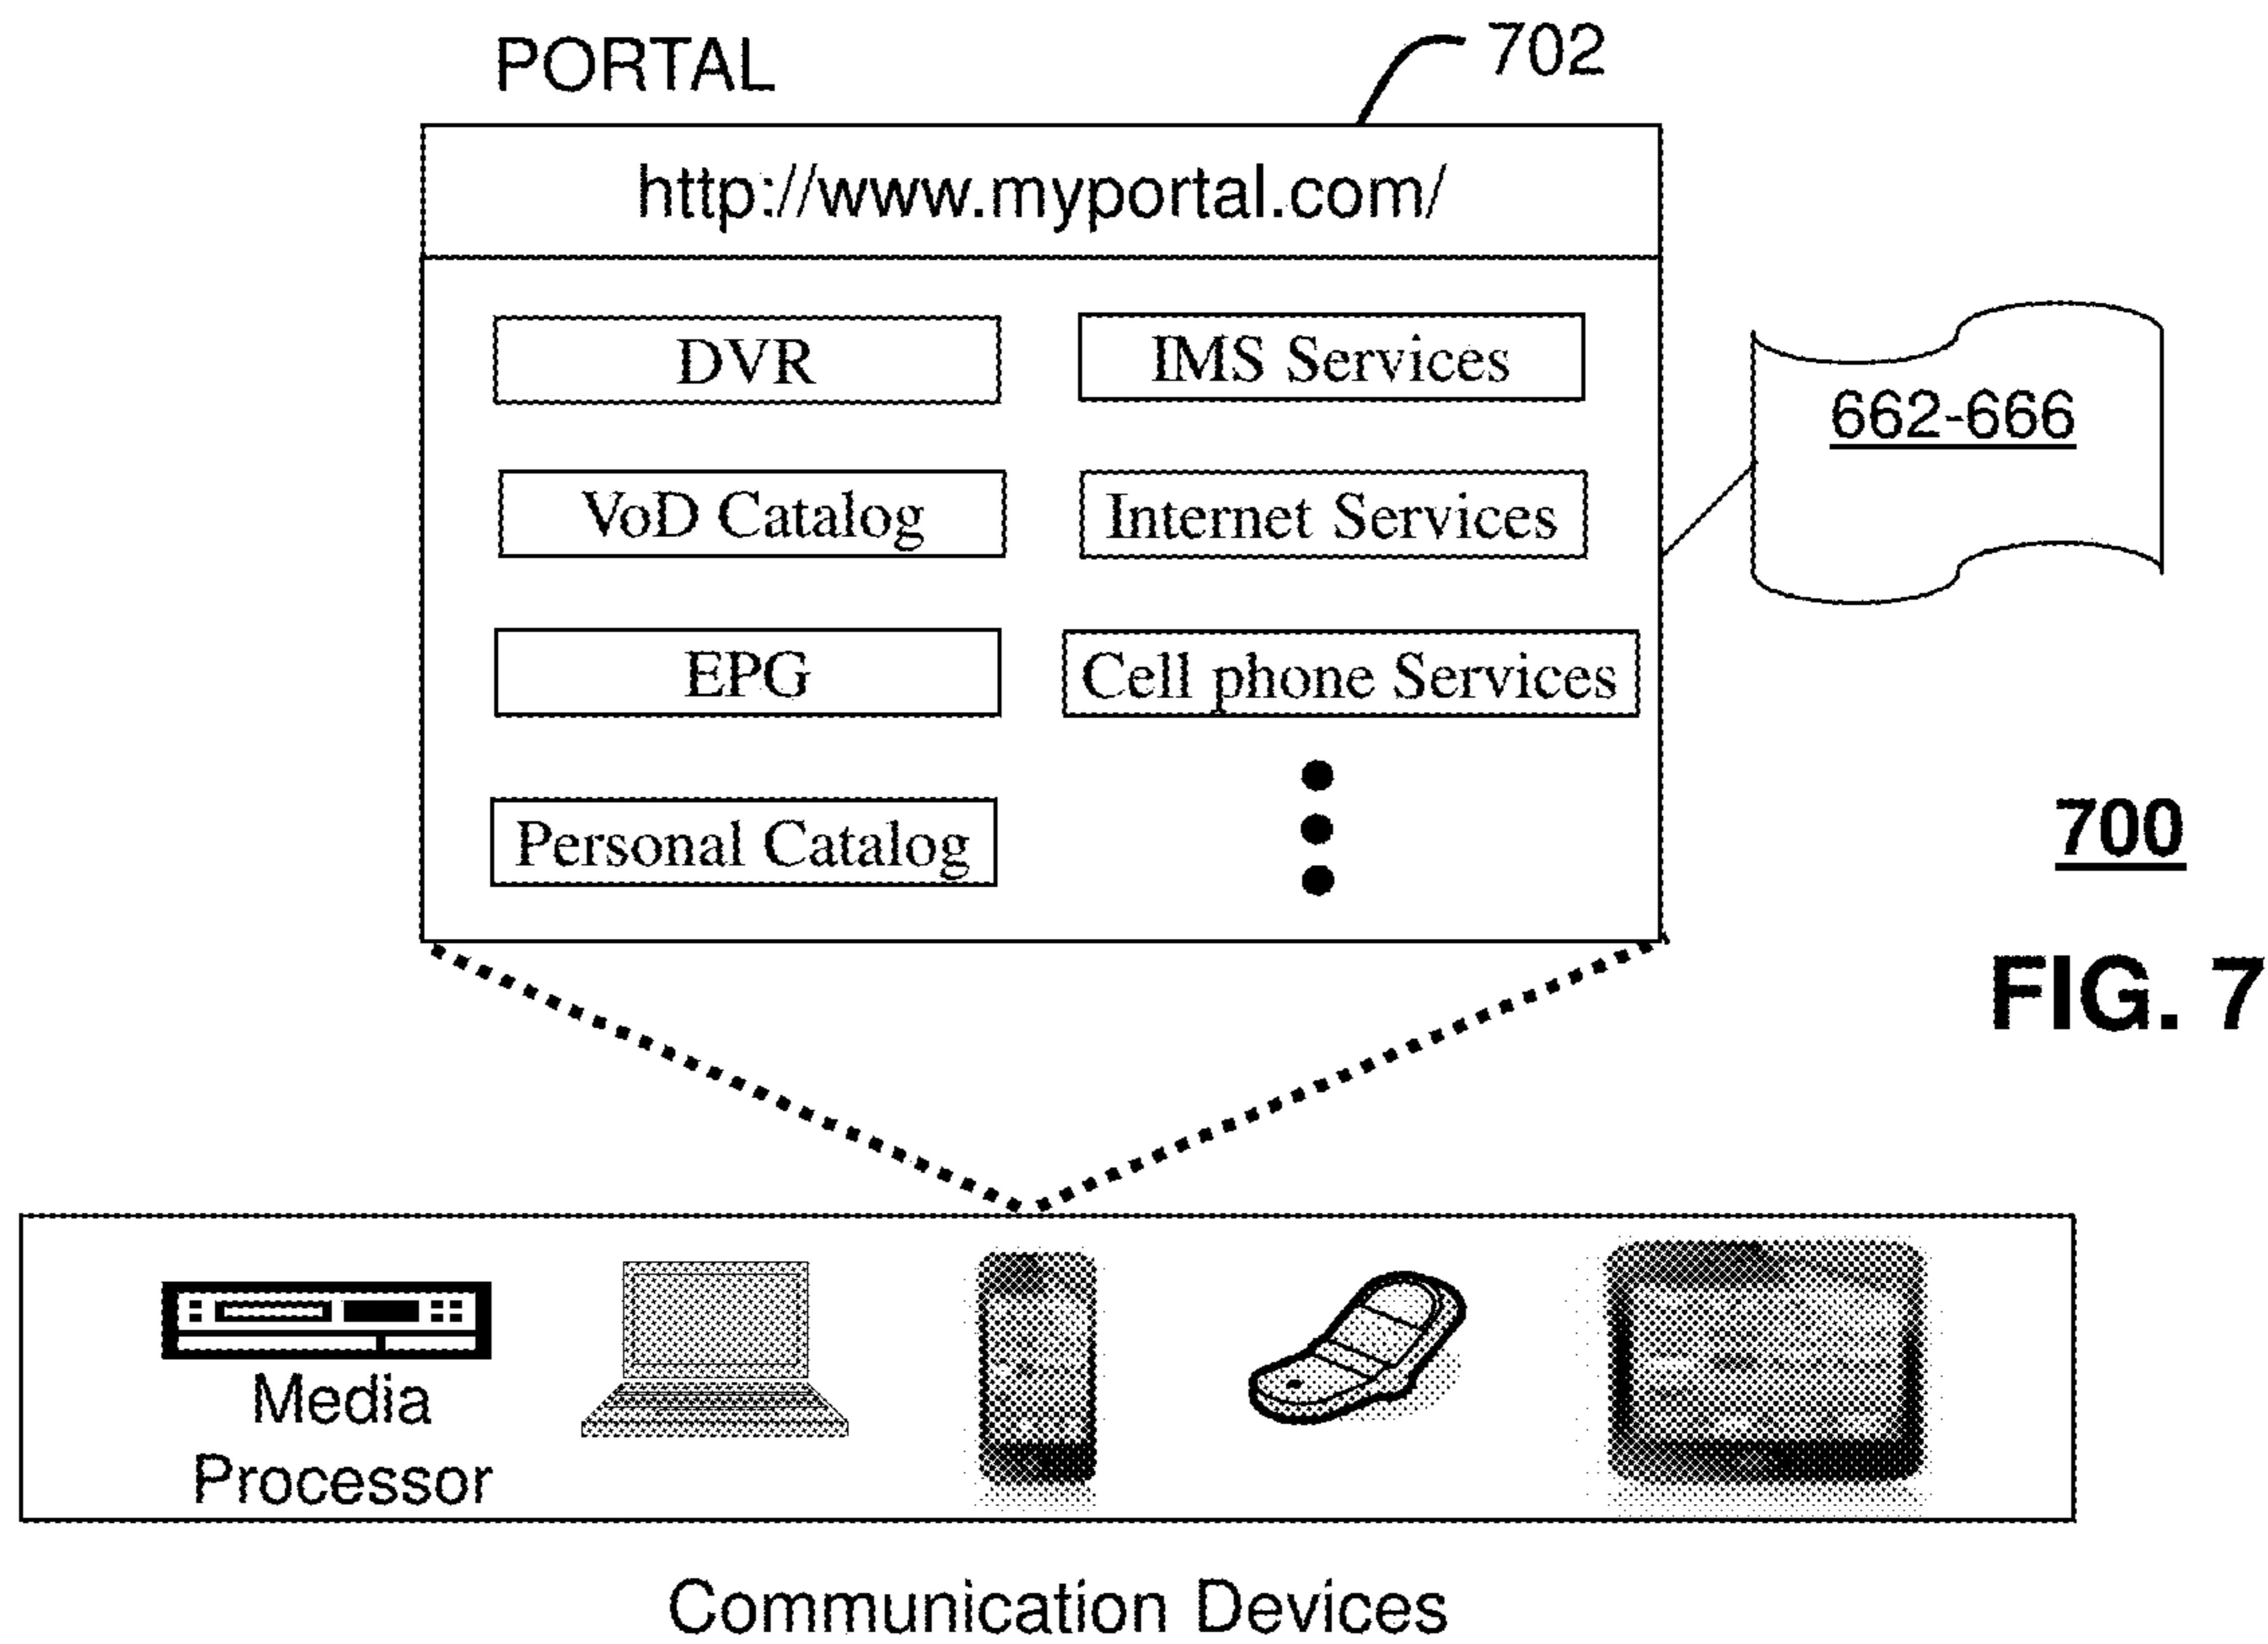 PORTAL
702
http://www.myportal.com/
DVR
IMS Services
VoD Catalog
Internet Services
EPG
Cell phone Services
Personal Catalog
662-666
700
FIG. 7
Media
Processor
Communication Devices